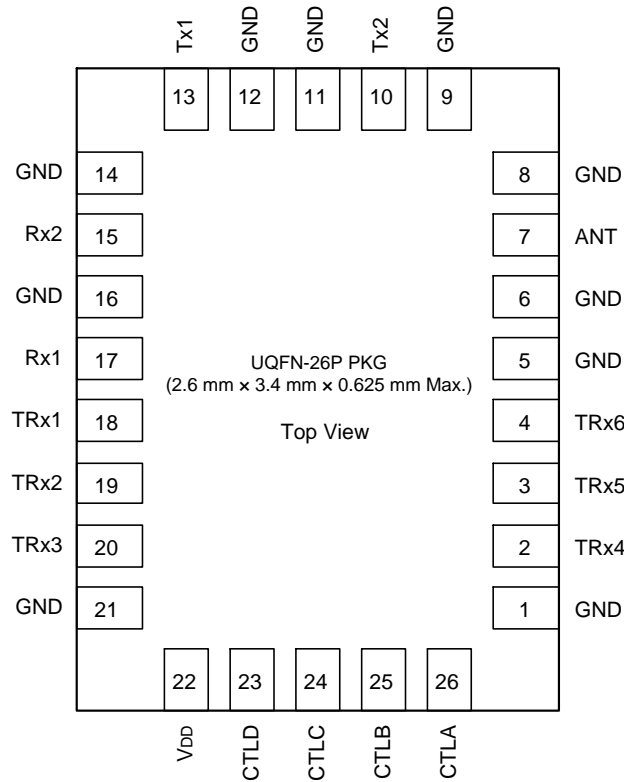 Tx1
GND
GND
Tx2
GND
13
12
11
10
9
GND
14
8
GND
Rx2
15
7
ANT
GND
16
6
GND
Rx1
17
5
GND
UQFN-26P PKG
(2.6 mm × 3.4 mm × 0.625 mm Max.)
Top View
TRx1
18
4
TRx6
TRx2
19
3
TRx5
TRx3
20
2
TRx4
GND
21
1
GND
22
23
24
25
26
VDD
CTLD
CTLC
CTLB
CTLA